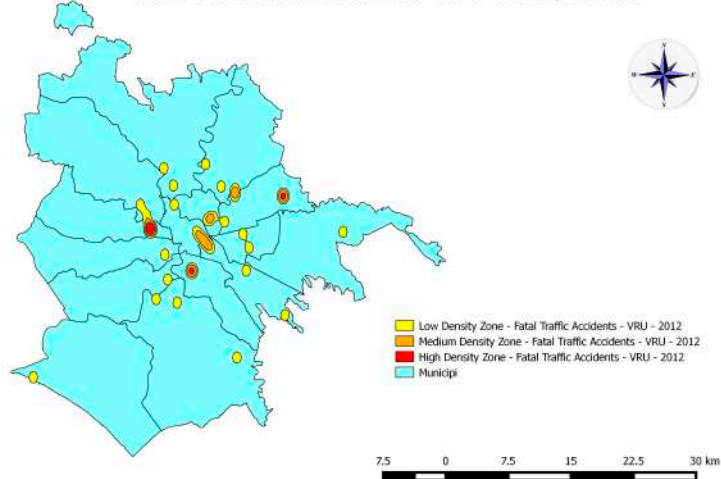 N
W E
Low Density Zone - Fatal Traffic Accidents - VRU - 2012
Medium Density Zone - Fatal Traffic Accidents - VRU - 2012
High Density Zone - Fatal Traffic Accidents - VRU - 2012
Municipi
7.5 0 7.5 15 22.5 30 km